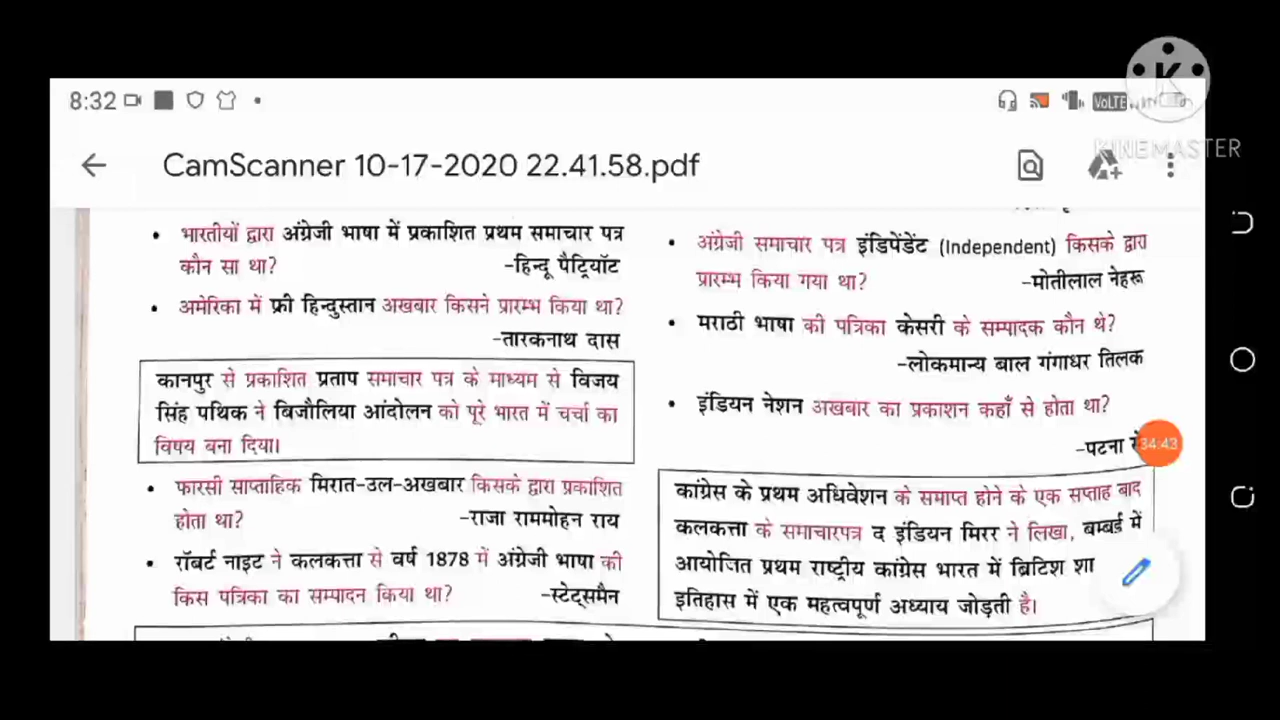 8:32
VoLTE
KINEMASTER
CamScanner 10-17-2020 22.41.58.pdf
• भारतीयों द्वारा अंग्रेजी भाषा में प्रकाशित प्रथम समाचार पत्र
कौन सा था? -हिन्दू पैट्रियॉट
• अमेरिका में फ्री हिन्दुस्तान अखबार किसने प्रारम्भ किया था?
-तारकनाथ दास
कानपुर से प्रकाशित प्रताप समाचार पत्र के माध्यम से विजय
सिंह पथिक ने बिजौलिया आंदोलन को पूरे भारत में चर्चा का
विषय बना दिया।
• फारसी साप्ताहिक मिरात-उल-अखबार किसके द्वारा प्रकाशित
होता था? -राजा राममोहन राय
• रॉबर्ट नाइट ने कलकत्ता से वर्ष 1878 में अंग्रेजी भाषा की
किस पत्रिका का सम्पादन किया था? -स्टेट्समैन
• अंग्रेजी समाचार पत्र इंडिपेंडेंट (Independent) किसके द्वारा
प्रारम्भ किया गया था? -मोतीलाल नेहरू
• मराठी भाषा की पत्रिका केसरी के सम्पादक कौन थे?
-लोकमान्य बाल गंगाधर तिलक
• इंडियन नेशन अखबार का प्रकाशन कहाँ से होता था?
-पटना से
34:43
कांग्रेस के प्रथम अधिवेशन के समाप्त होने के एक सप्ताह बाद
कलकत्ता के समाचारपत्र द इंडियन मिरर ने लिखा, बम्बई में
आयोजित प्रथम राष्ट्रीय कांग्रेस भारत में ब्रिटिश शा
इतिहास में एक महत्वपूर्ण अध्याय जोड़ती है।